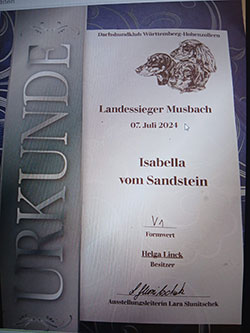 URKUNDE
Dachshundklub Württemberg-Hohenzollern
Landessieger Musbach
07. Juli 2024
Isabella
vom Sandstein
V1
Formwert
Helga Linck
Besitzer
Ausstellungsleiterin Lara Slunitschek